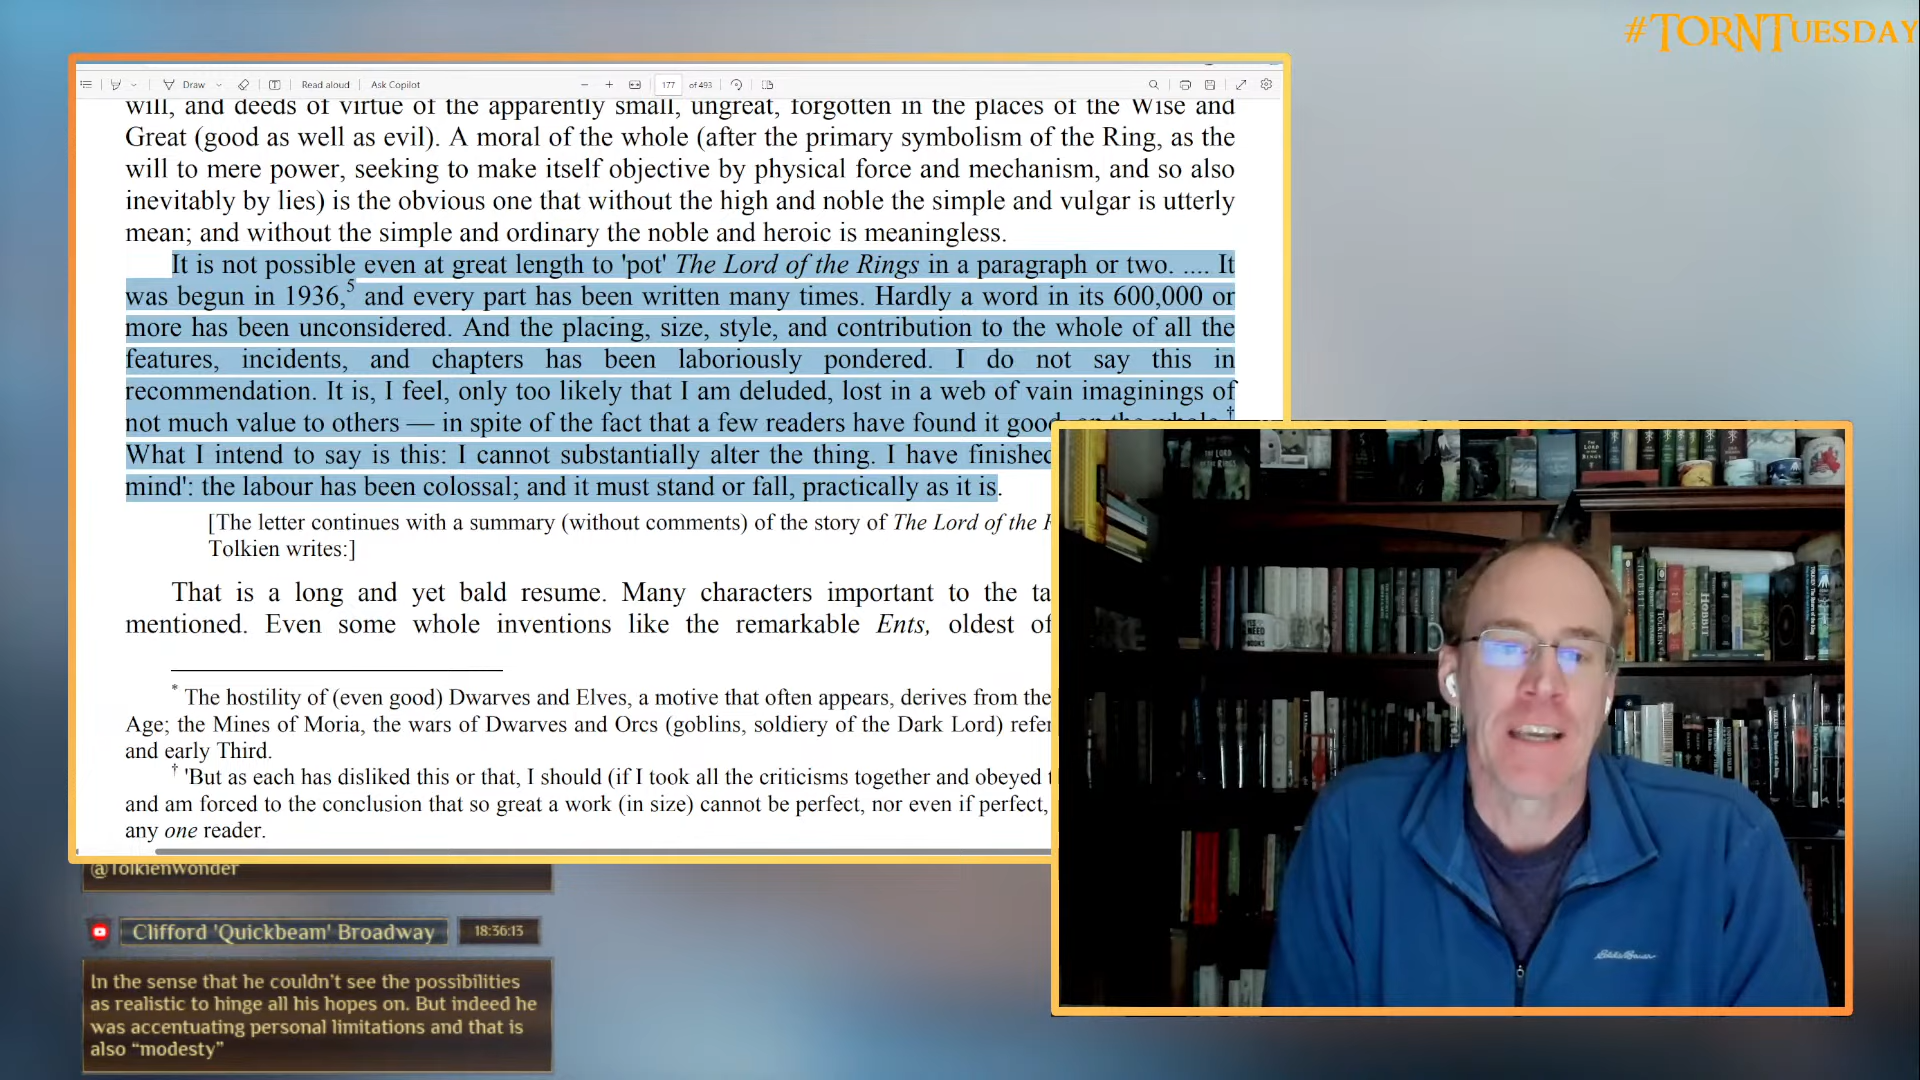 #TORNTUESDAY
Draw
Read aloud
Ask Copilot
177
of 493
will, and deeds of virtue of the apparently small, ungreat, forgotten in the places of the Wise and
Great (good as well as evil). A moral of the whole (after the primary symbolism of the Ring, as the
will to mere power, seeking to make itself objective by physical force and mechanism, and so also
inevitably by lies) is the obvious one that without the high and noble the simple and vulgar is utterly
mean; and without the simple and ordinary the noble and heroic is meaningless.
It is not possible even at great length to 'pot' The Lord of the Rings in a paragraph or two. .... It
was begun in 1936,5 and every part has been written many times. Hardly a word in its 600,000 or
more has been unconsidered. And the placing, size, style, and contribution to the whole of all the
features, incidents, and chapters has been laboriously pondered. I do not say this in
recommendation. It is, I feel, only too likely that I am deluded, lost in a web of vain imaginings of
not much value to others — in spite of the fact that a few readers have found it good, on the whole.†
What I intend to say is this: I cannot substantially alter the thing. I have finished
mind': the labour has been colossal; and it must stand or fall, practically as it is.
[The letter continues with a summary (without comments) of the story of The Lord of the
Tolkien writes:]
That is a long and yet bald resume. Many characters important to the
mentioned. Even some whole inventions like the remarkable Ents, oldest of
* The hostility of (even good) Dwarves and Elves, a motive that often appears, derives from the
Age; the Mines of Moria, the wars of Dwarves and Orcs (goblins, soldiery of the Dark Lord)
and early Third.
† 'But as each has disliked this or that, I should (if I took all the criticisms together and obeyed
and am forced to the conclusion that so great a work (in size) cannot be perfect, nor even if perfect,
any one reader.
@TolkienWonder
Clifford 'Quickbeam' Broadway
18:36:13
In the sense that he couldn't see the possibilities
as realistic to hinge all his hopes on. But indeed he
was accentuating personal limitations and that is
also "modesty"
THE LORD
OF THE RINGS
HOBBIT
Eddie Bauer